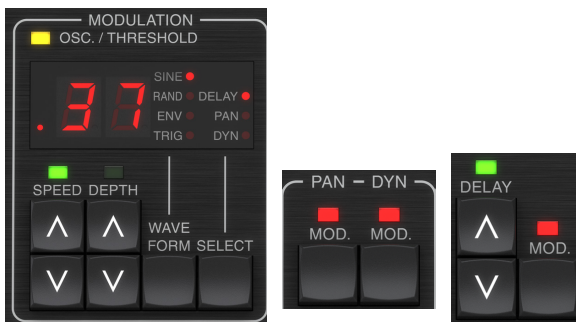 MODULATION
OSC. / THRESHOLD
SINE
RAND DELAY
.37
ENV PAN
TRIG DYN
SPEED DEPTH
WAVE
FORM SELECT
PAN – DYN
MOD. MOD.
DELAY
MOD.